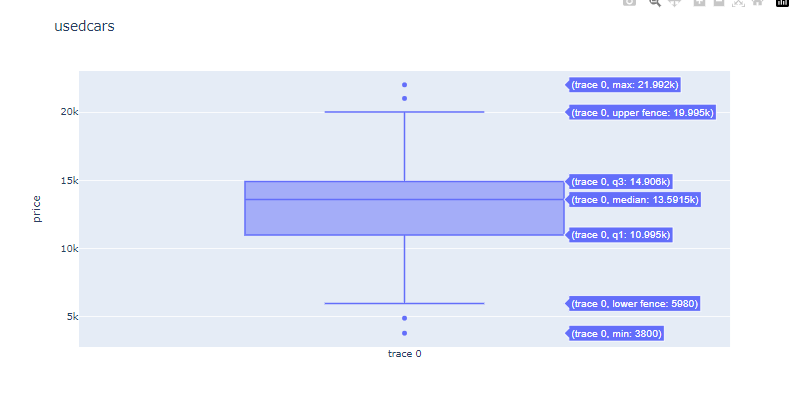 usedcars
(trace 0, max: 21.992k)
20k
(trace 0, upper fence: 19.995k)
15k
(trace 0, q3: 14.906k)
(trace 0, median: 13.5915k)
price
(trace 0, q1: 10.995k)
10k
(trace 0, lower fence: 5980)
5k
(trace 0, min: 3800)
trace 0